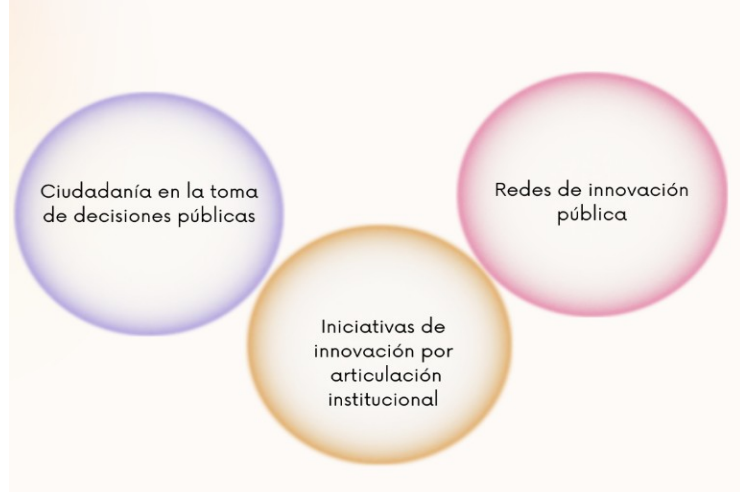 Ciudadanía en la toma
de decisiones públicas
Iniciativas de
innovación por
articulación
institucional
Redes de innovación
pública